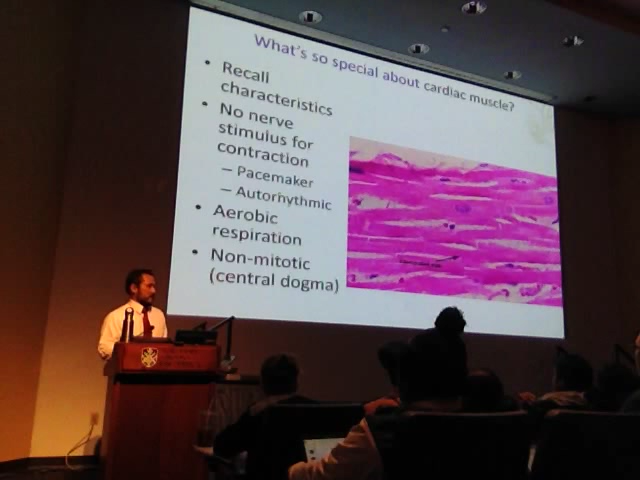 What's so special about cardiac muscle?
• Recall
characteristics
• No nerve
stimulus for
contraction
– Pacemaker
– Autorhythmic
• Aerobic
respiration
• Non-mitotic
(central dogma)